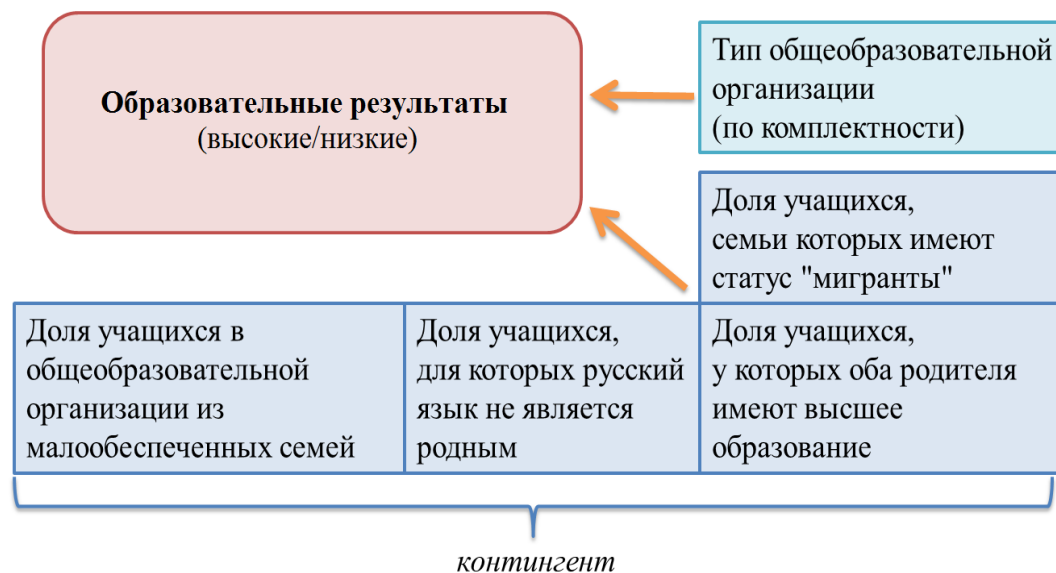 Образовательные результаты
(высокие/низкие)
Тип общеобразовательной
организации
(по комплектности)
Доля учащихся,
семьи которых имеют
статус "мигранты"
Доля учащихся в
общеобразовательной
организации из
малообеспеченных семей
Доля учащихся,
для которых русский
язык не является
родным
Доля учащихся,
у которых оба родителя
имеют высшее
образование
контингент